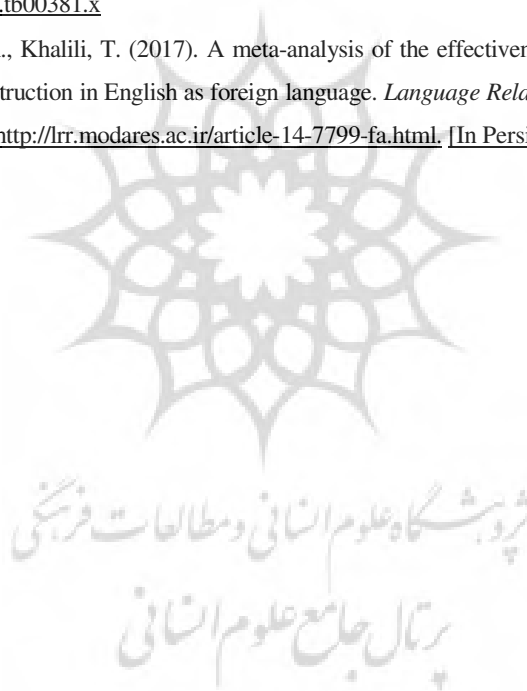 .tb00381.x
., Khalili, T. (2017). A meta-analysis of the effectiver
truction in English as foreign language. Language Rela
http://lrr.modares.ac.ir/article-14-7799-fa.html. [In Persi
پژوهشگاه علوم انسانی و مطالعات فرهنگی
پرتال جامع علوم انسانی